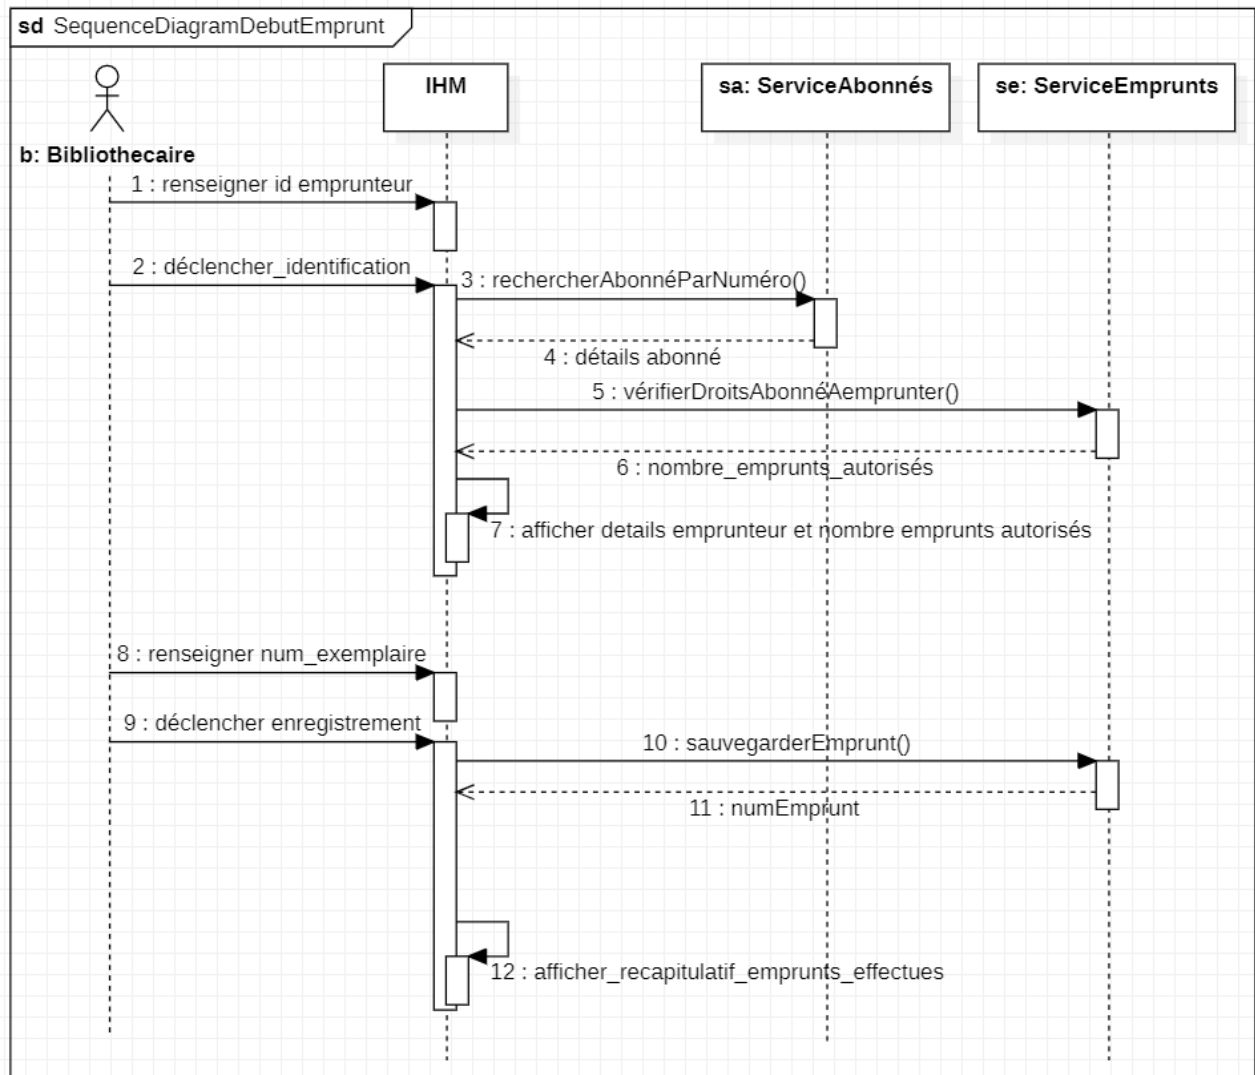 sd SequenceDiagramDebutEmprunt
IHM
sa: ServiceAbonnés
se: ServiceEmprunts
b: Bibliothecaire
1 : renseigner id emprunteur
2 : déclencher_identification
3 : rechercherAbonnéParNuméro()
4 : détails abonné
5 : vérifierDroitsAbonnéAemprunter()
6 : nombre_emprunts_autorisés
7 : afficher details emprunteur et nombre emprunts autorisés
8 : renseigner num_exemplaire
9 : déclencher enregistrement
10 : sauvegarderEmprunt()
11 : numEmprunt
12 : afficher_recapitulatif_emprunts_effectues